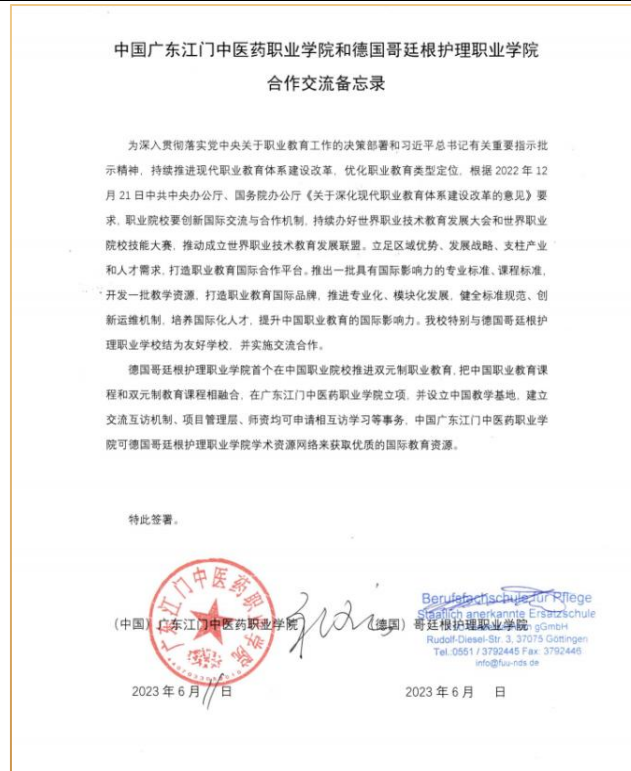 中国广东江门中医药职业学院和德国哥廷根护理职业学院
合作交流备忘录
为深入贯彻落实党中央关于职业教育工作的决策部署和习近平总书记有关重要指示批
示精神，持续推进现代职业教育体系建设改革，优化职业教育类型定位，根据 2022 年 12
月 21 日中共中央办公厅、国务院办公厅《关于深化现代职业教育体系建设改革的意见》要
求，职业院校要创新国际交流与合作机制，持续办好世界职业技术教育发展大会和世界职业
院校技能大赛，推动成立世界职业技术教育发展联盟。立足区域优势、发展战略、支柱产业
和人才需求，打造职业教育国际合作平台。推出一批具有国际影响力的专业标准、课程标准，
开发一批教学资源，打造职业教育国际品牌，推进专业化、模块化发展，健全标准规范、创
新运维机制，培养国际化人才，提升中国职业教育的国际影响力。我校特别与德国哥廷根护
理职业学校结为友好学校，并实施交流合作。
德国哥廷根护理职业学院首个在中国职业院校推进双元制职业教育，把中国职业教育课
程和双元制教育课程相融合，在广东江门中医药职业学院立项，并设立中国教学基地，建立
交流互访机制、项目管理层、师资均可申请相互访学习等事务，中国广东江门中医药职业学
院可德国哥廷根护理职业学院学术资源网络来获取优质的国际教育资源。
特此签署。
广东江门中医药职业学院
Berufsfachschule für Pflege
Staatlich anerkannte Ersatzschule
gGmbH
Rudolf-Diesel-Str. 3, 37075 Göttingen
Tel.:0551 / 3792445 Fax: 3792446
info@fuu-nds.de
（中国）广东江门中医药职业学院
（德国）哥廷根护理职业学院
2023 年 6 月 11 日
2023 年 6 月 日